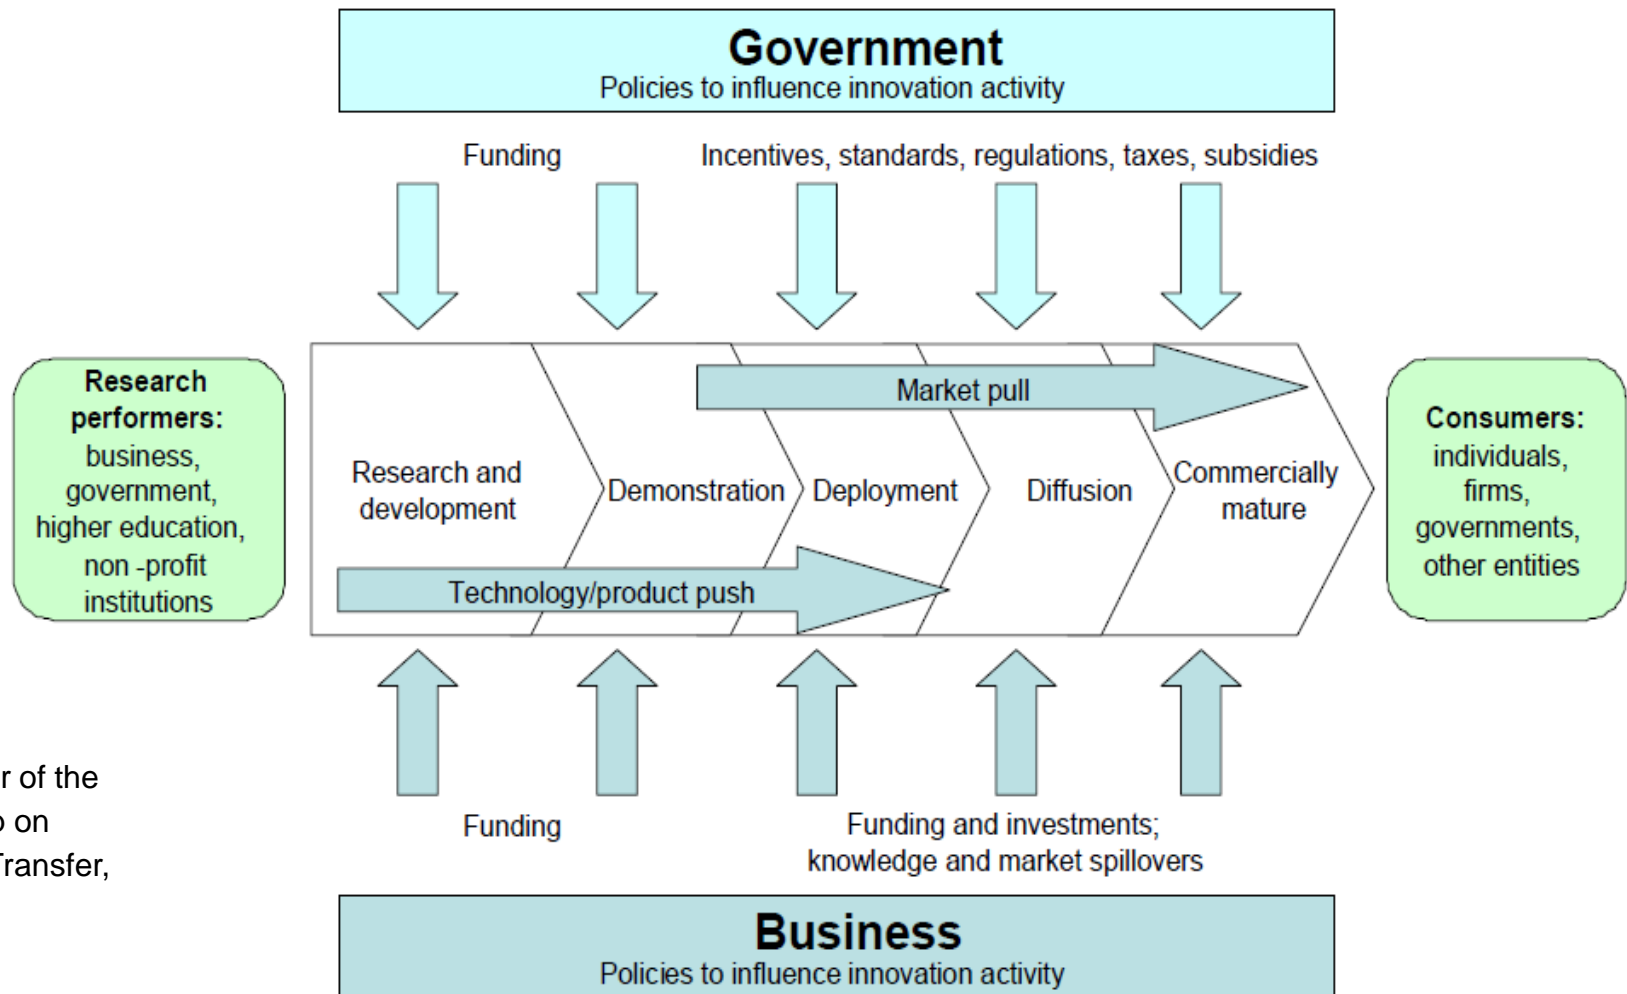 Government
Policies to influence innovation activity
Funding
Incentives, standards, regulations, taxes, subsidies
Research
performers:
business,
government,
higher education,
non -profit
institutions
Market pull
Research and
development
Demonstration
Deployment
Diffusion
Commercially
mature
Technology/product push
Consumers:
individuals,
firms,
governments,
other entities
r of the
o on
Transfer,
Funding
Funding and investments;
knowledge and market spillovers
Business
Policies to influence innovation activity